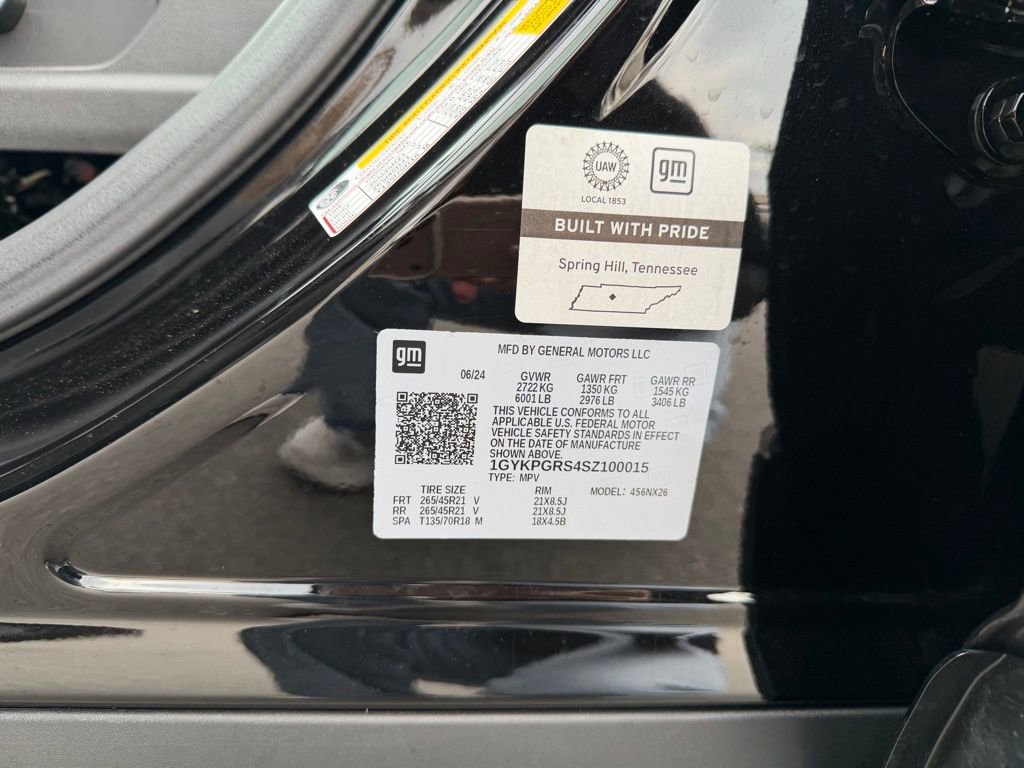 TIRE AND LOADING
UAW
gm
LOCAL 1853
BUILT WITH PRIDE
Spring Hill, Tennessee
gm
MFD BY GENERAL MOTORS LLC
06/24 GVWR GAWR FRT GAWR RR
2722 KG 1350 KG 1545 KG
6001 LB 2976 LB 3406 LB
THIS VEHICLE CONFORMS TO ALL
APPLICABLE U.S. FEDERAL MOTOR
VEHICLE SAFETY STANDARDS IN EFFECT
ON THE DATE OF MANUFACTURE
SHOWN ABOVE.
1GYKPGRS4SZ100015
TYPE: MPV
TIRE SIZE RIM MODEL: 456NX26
FRT 265/45R21 V 21X8.5J
RR 265/45R21 V 21X8.5J
SPA T135/70R18 M 18X4.5B